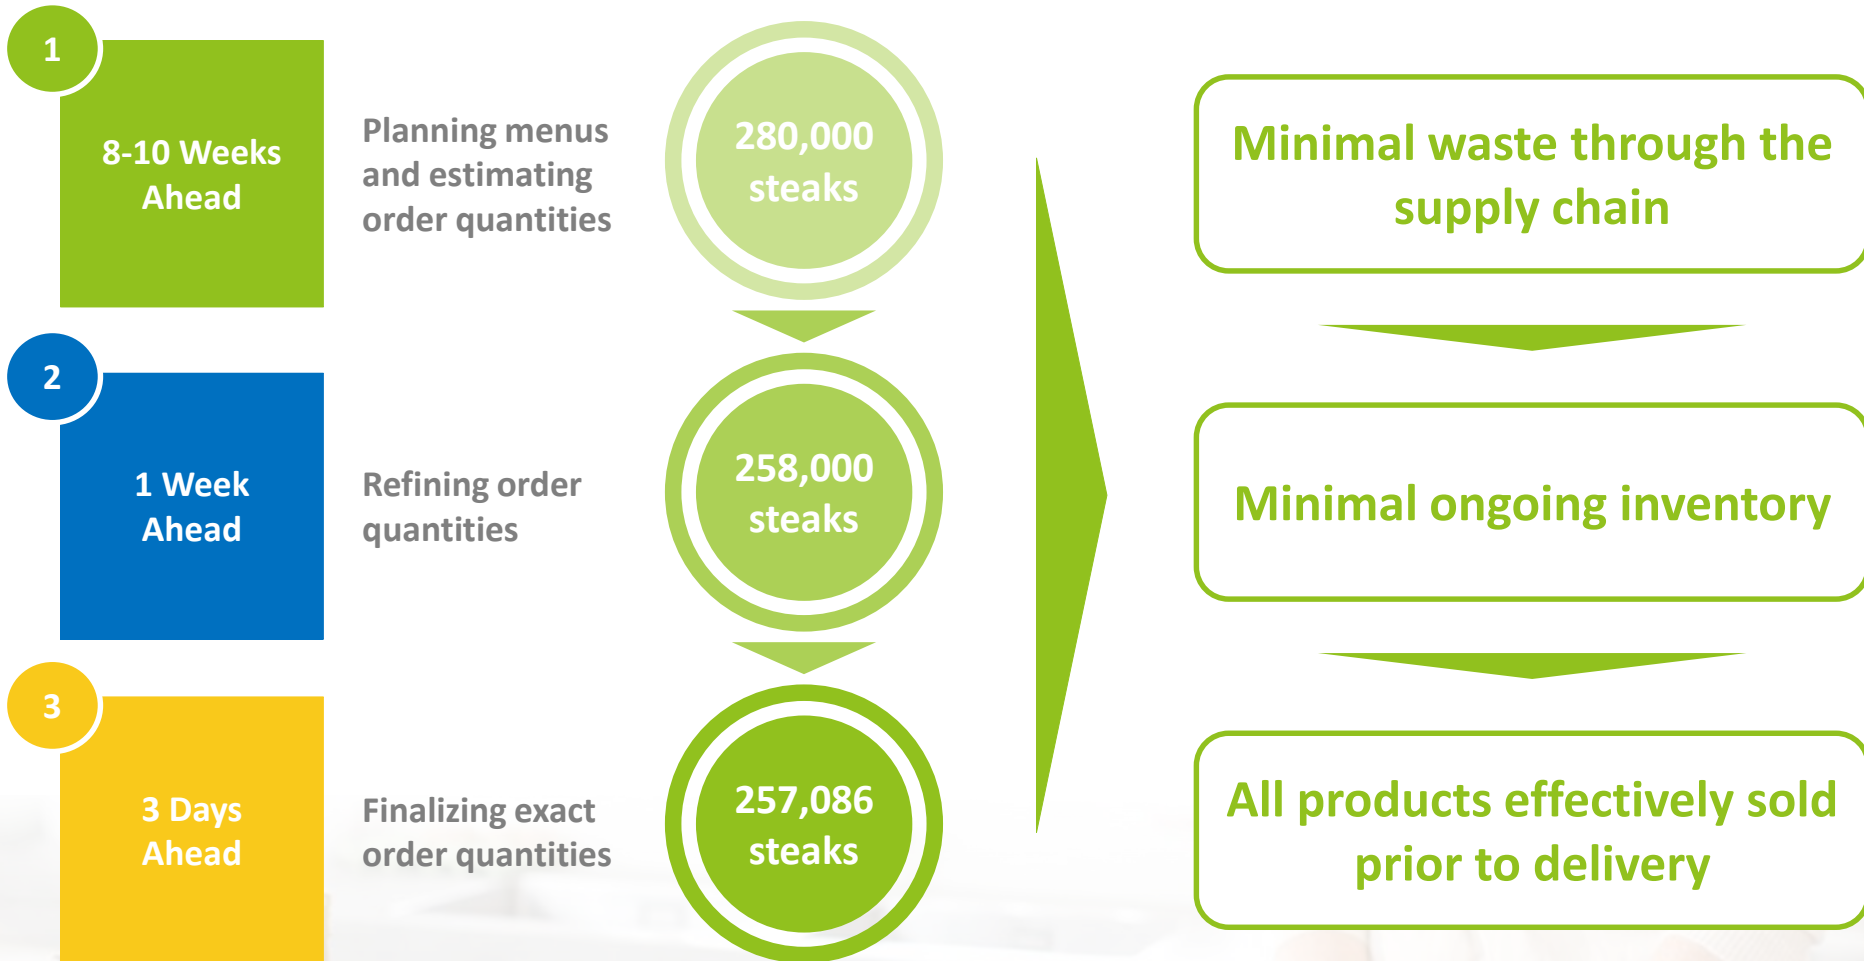 1
8-10 Weeks
Ahead
Planning menus
and estimating
order quantities
280,000
steaks
2
1 Week
Ahead
Refining order
quantities
258,000
steaks
3
3 Days
Ahead
Finalizing exact
order quantities
257,086
steaks
Minimal waste through the
supply chain
Minimal ongoing inventory
All products effectively sold
prior to delivery